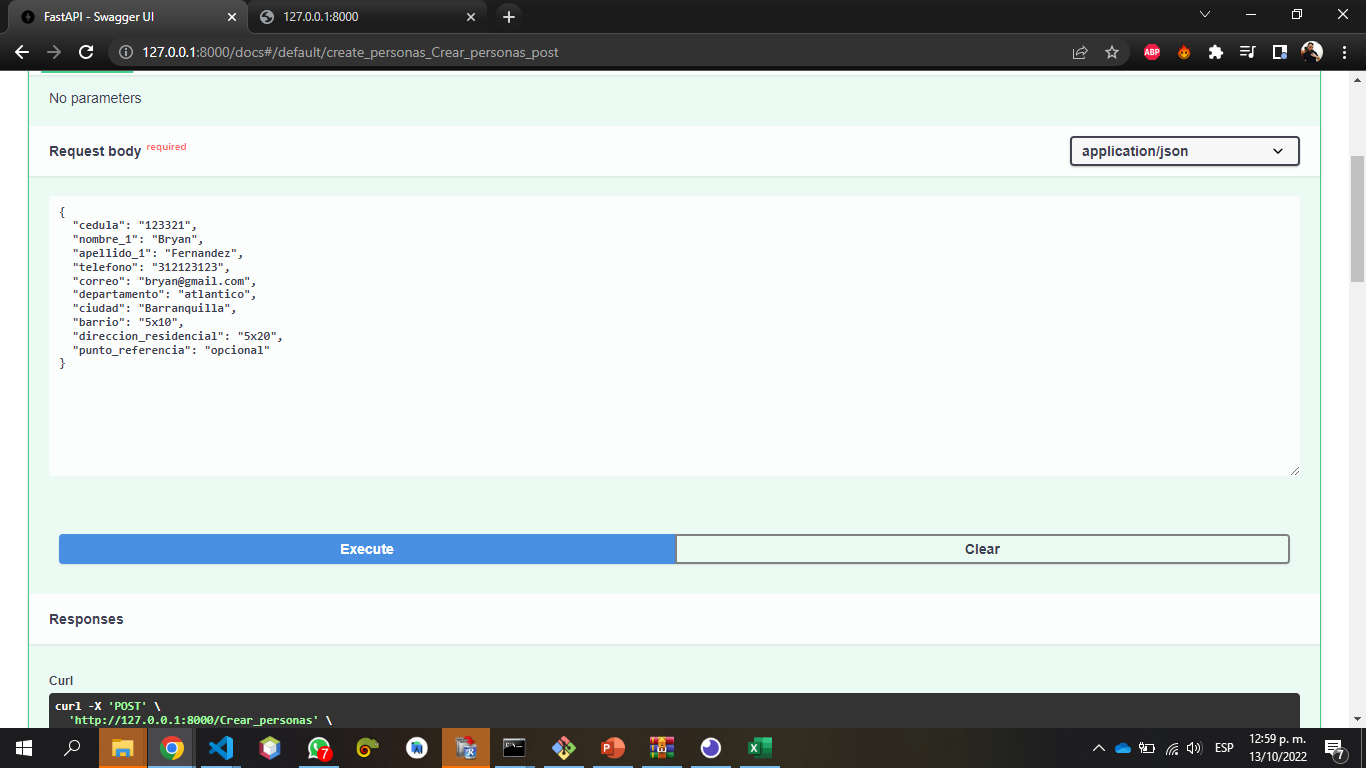 FastAPI - Swagger UI
127.0.0.1:8000
127.0.0.1:8000/docs#/default/create_personas_Crear_personas_post
ABP
No parameters
Request body required
application/json
{
"cedula": "123321",
"nombre_1": "Bryan",
"apellido_1": "Fernandez",
"telefono": "312123123",
"correo": "bryan@gmail.com",
"departamento": "atlantico",
"ciudad": "Barranquilla",
"barrio": "5x10",
"direccion_residencial": "5x20",
"punto_referencia": "opcional"
}
Execute
Clear
Responses
Curl
curl -X 'POST' \
'http://127.0.0.1:8000/Crear_personas' \
7
ESP
12:59 p. m.
13/10/2022
7